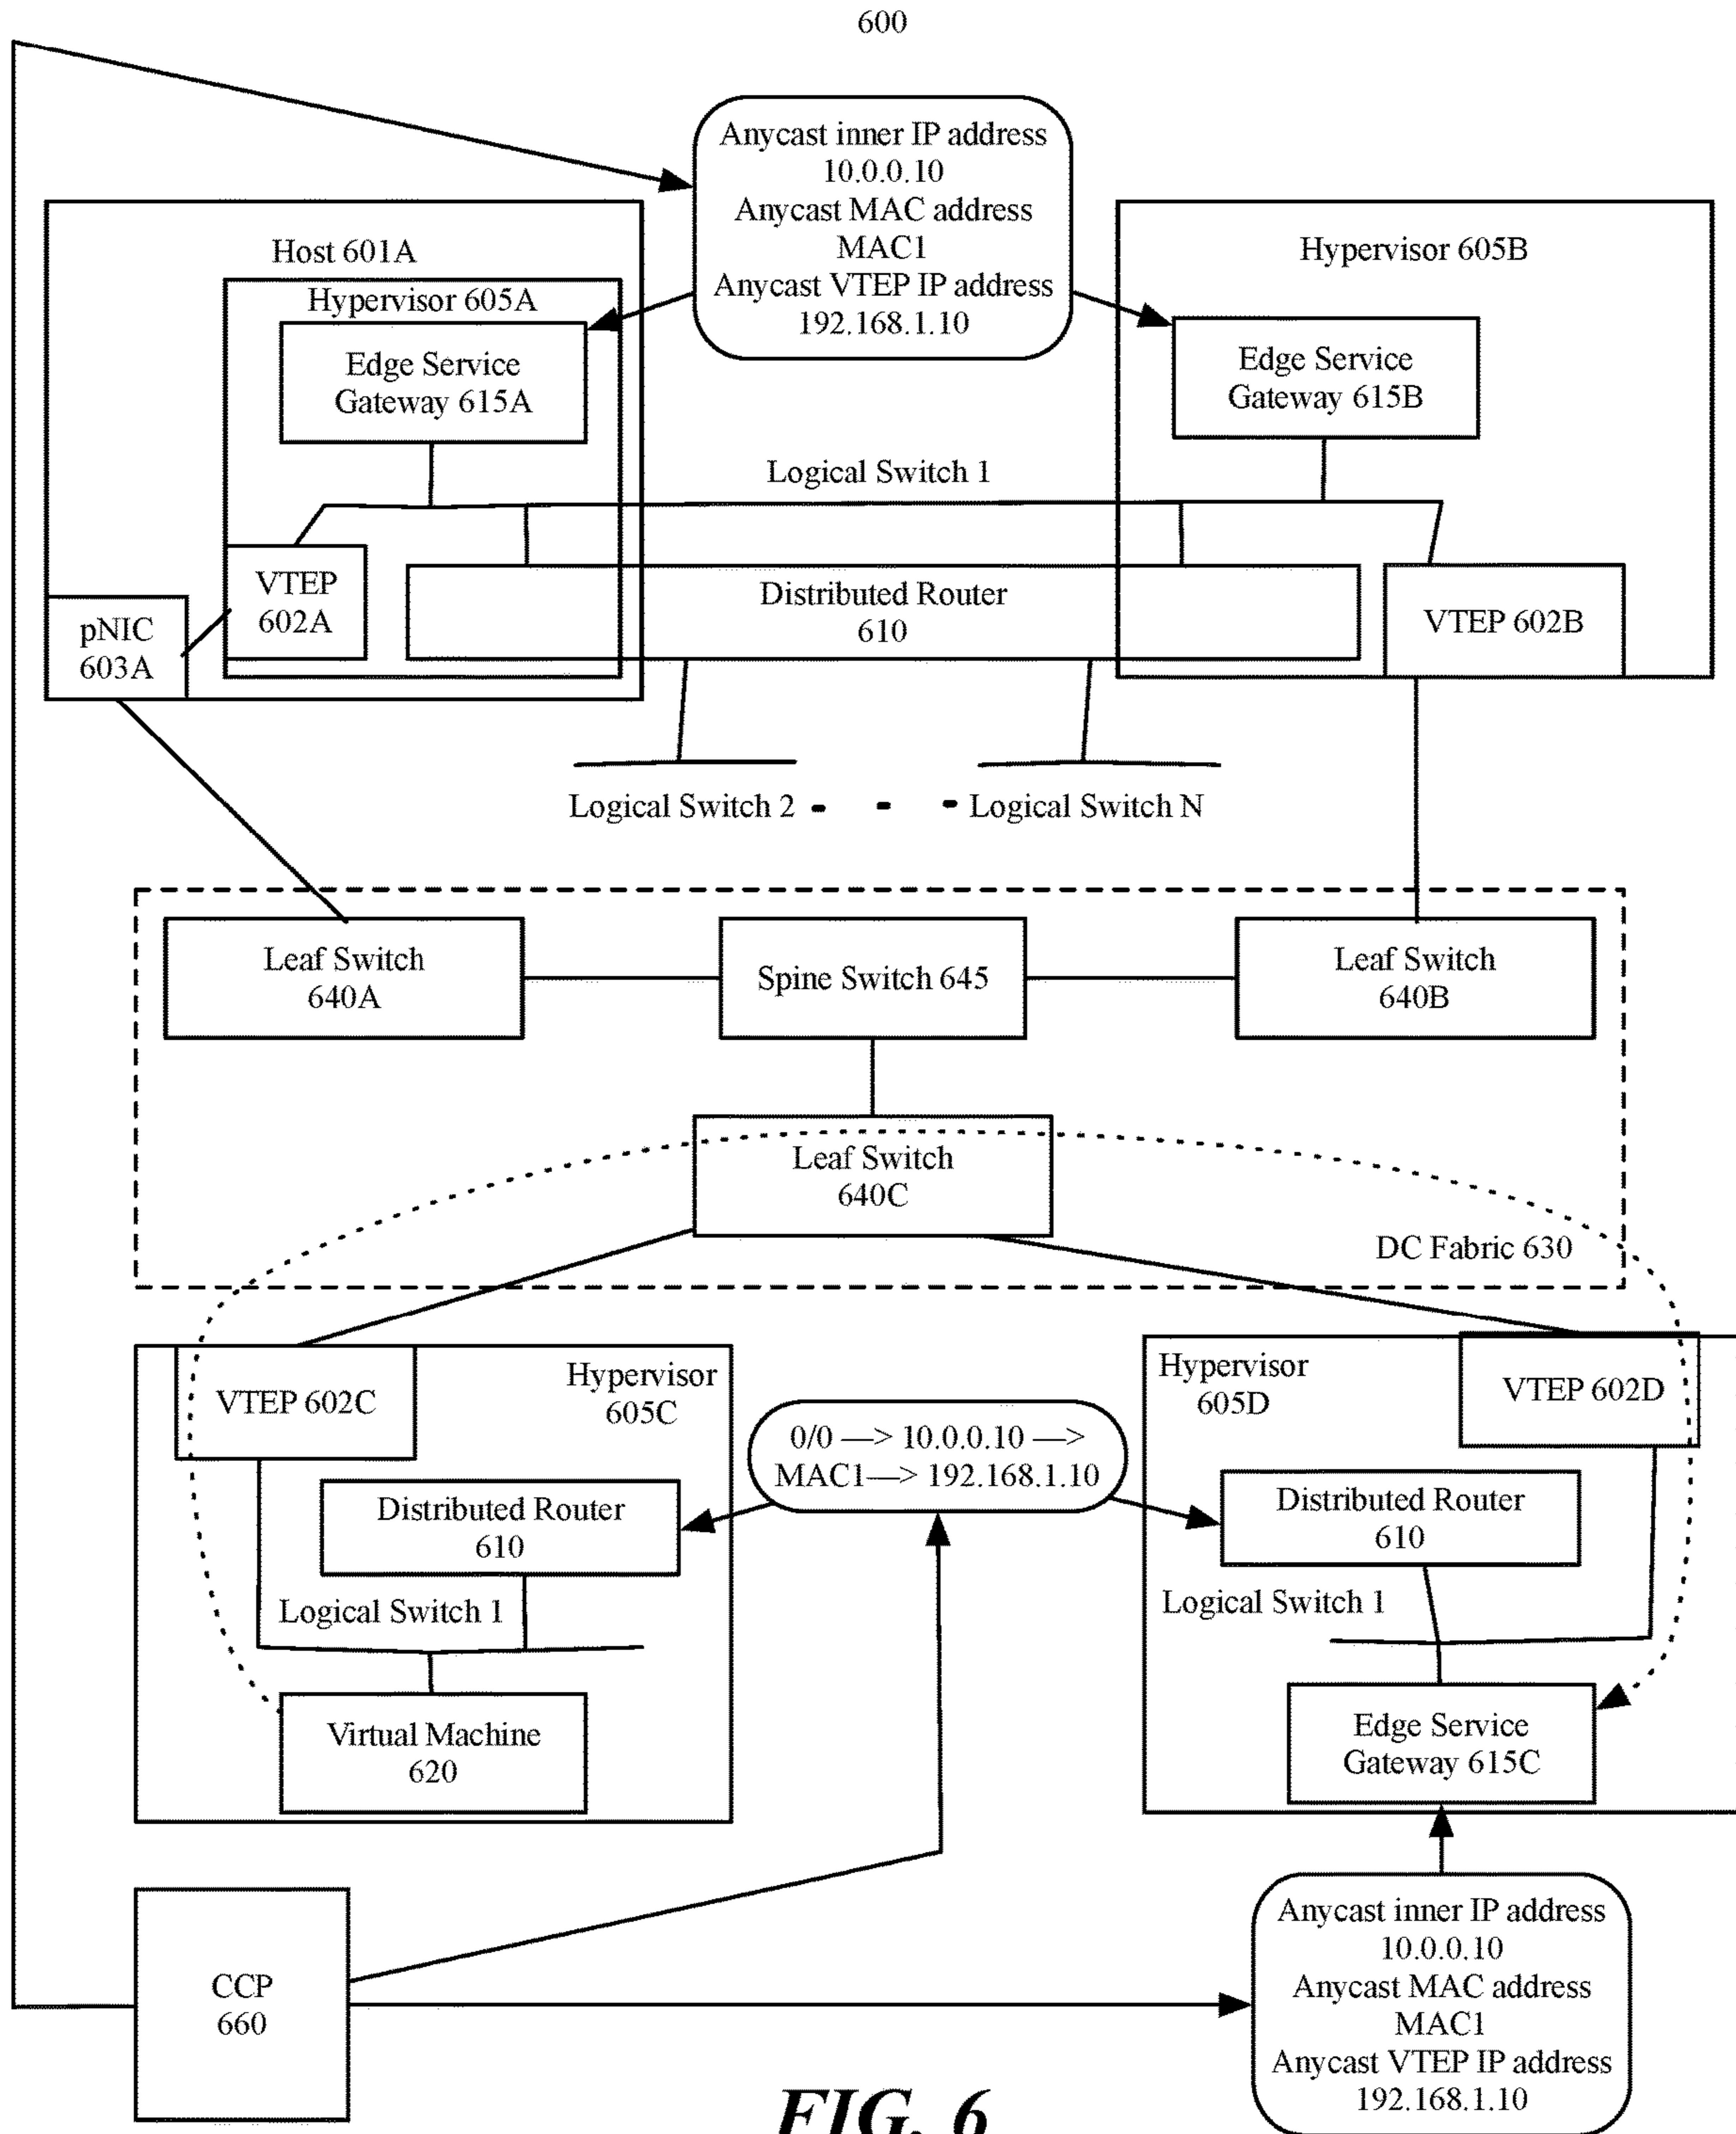 600
Anycast inner IP address
10.0.0.10
Anycast MAC address
MAC1
Anycast VTEP IP address
192.168.1.10
Host 601A
Hypervisor 605A
Edge Service
Gateway 615A
Hypervisor 605B
Edge Service
Gateway 615B
Logical Switch 1
VTEP
602A
pNIC
603A
Distributed Router
610
VTEP 602B
Logical Switch 2
Logical Switch N
Leaf Switch
640A
Spine Switch 645
Leaf Switch
640B
Leaf Switch
640C
DC Fabric 630
VTEP 602C
Hypervisor
605C
Distributed Router
610
Logical Switch 1
Virtual Machine
620
0/0 —> 10.0.0.10 —>
MAC1—> 192.168.1.10
Hypervisor
605D
VTEP 602D
Distributed Router
610
Logical Switch 1
Edge Service
Gateway 615C
CCP
660
Anycast inner IP address
10.0.0.10
Anycast MAC address
MAC1
Anycast VTEP IP address
192.168.1.10
FIG. 6